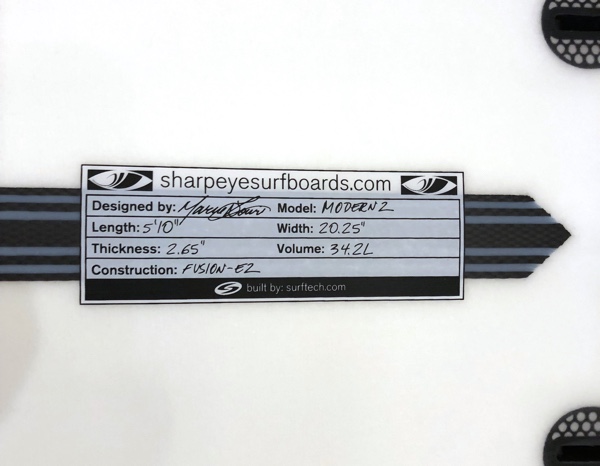 sharpeyesurfboards.com
Designed by: Model: MODERN 2
Length: 5'10" Width: 20.25"
Thickness: 2.65" Volume: 34.2L
Construction: FUSION-E2
built by: surftech.com